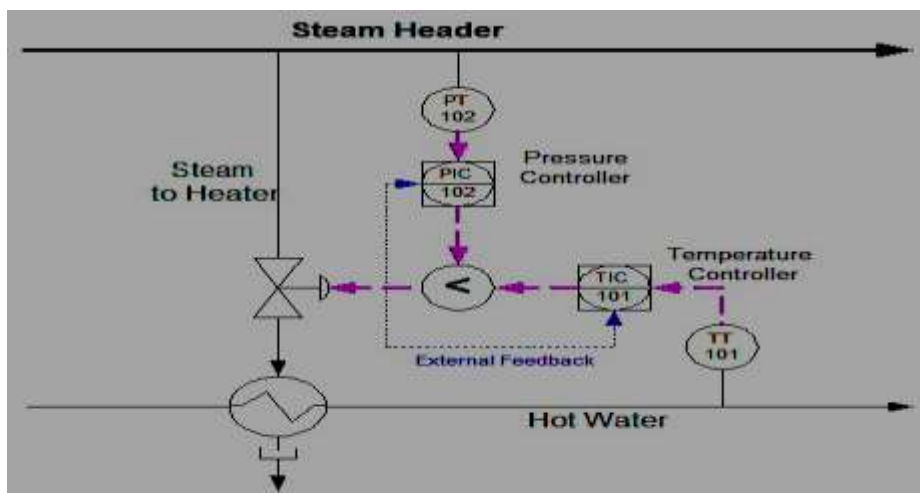 Steam Header
PT
102
Steam
to Heater
PIC
102
Pressure
Controller
<
TIC
101
Temperature
Controller
TT
101
External Feedback
Hot Water